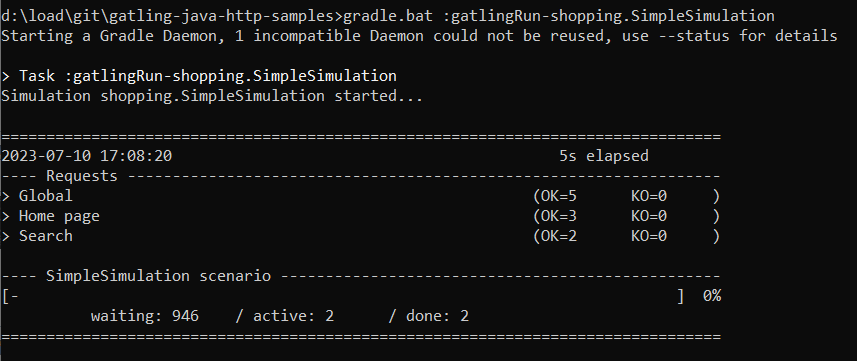 d:\load\git\gatling-java-http-samples>gradle.bat :gatlingRun-shopping.SimpleSimulation
Starting a Gradle Daemon, 1 incompatible Daemon could not be reused, use --status for details
> Task :gatlingRun-shopping.SimpleSimulation
Simulation shopping.SimpleSimulation started...
================================================================================
2023-07-10 17:08:20                                           5s elapsed
---- Requests ------------------------------------------------------------------
> Global                                                   (OK=5      KO=0     )
> Home page                                                (OK=3      KO=0     )
> Search                                                   (OK=2      KO=0     )
---- SimpleSimulation scenario -------------------------------------------------
[-                                                                         ]  0%
          waiting: 946    / active: 2      / done: 2
================================================================================